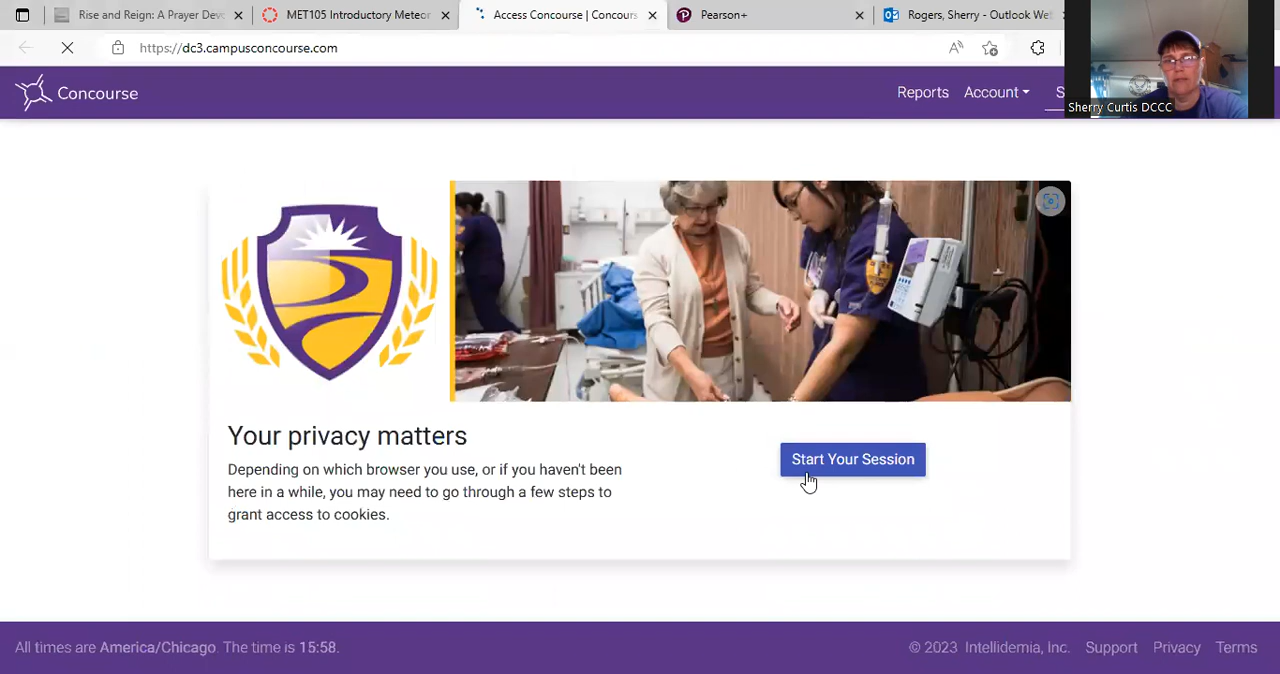 Rise and Reign: A Prayer Devo
MET105 Introductory Meteor
Access Concourse | Concours
Pearson+
Rogers, Sherry - Outlook We
https://dc3.campusconcourse.com
Concourse
Reports
Account
S
Sherry Curtis DCCC
Your privacy matters
Depending on which browser you use, or if you haven't been
here in a while, you may need to go through a few steps to
grant access to cookies.
Start Your Session
All times are America/Chicago. The time is 15:58.
© 2023 Intellidemia, Inc. Support Privacy Terms